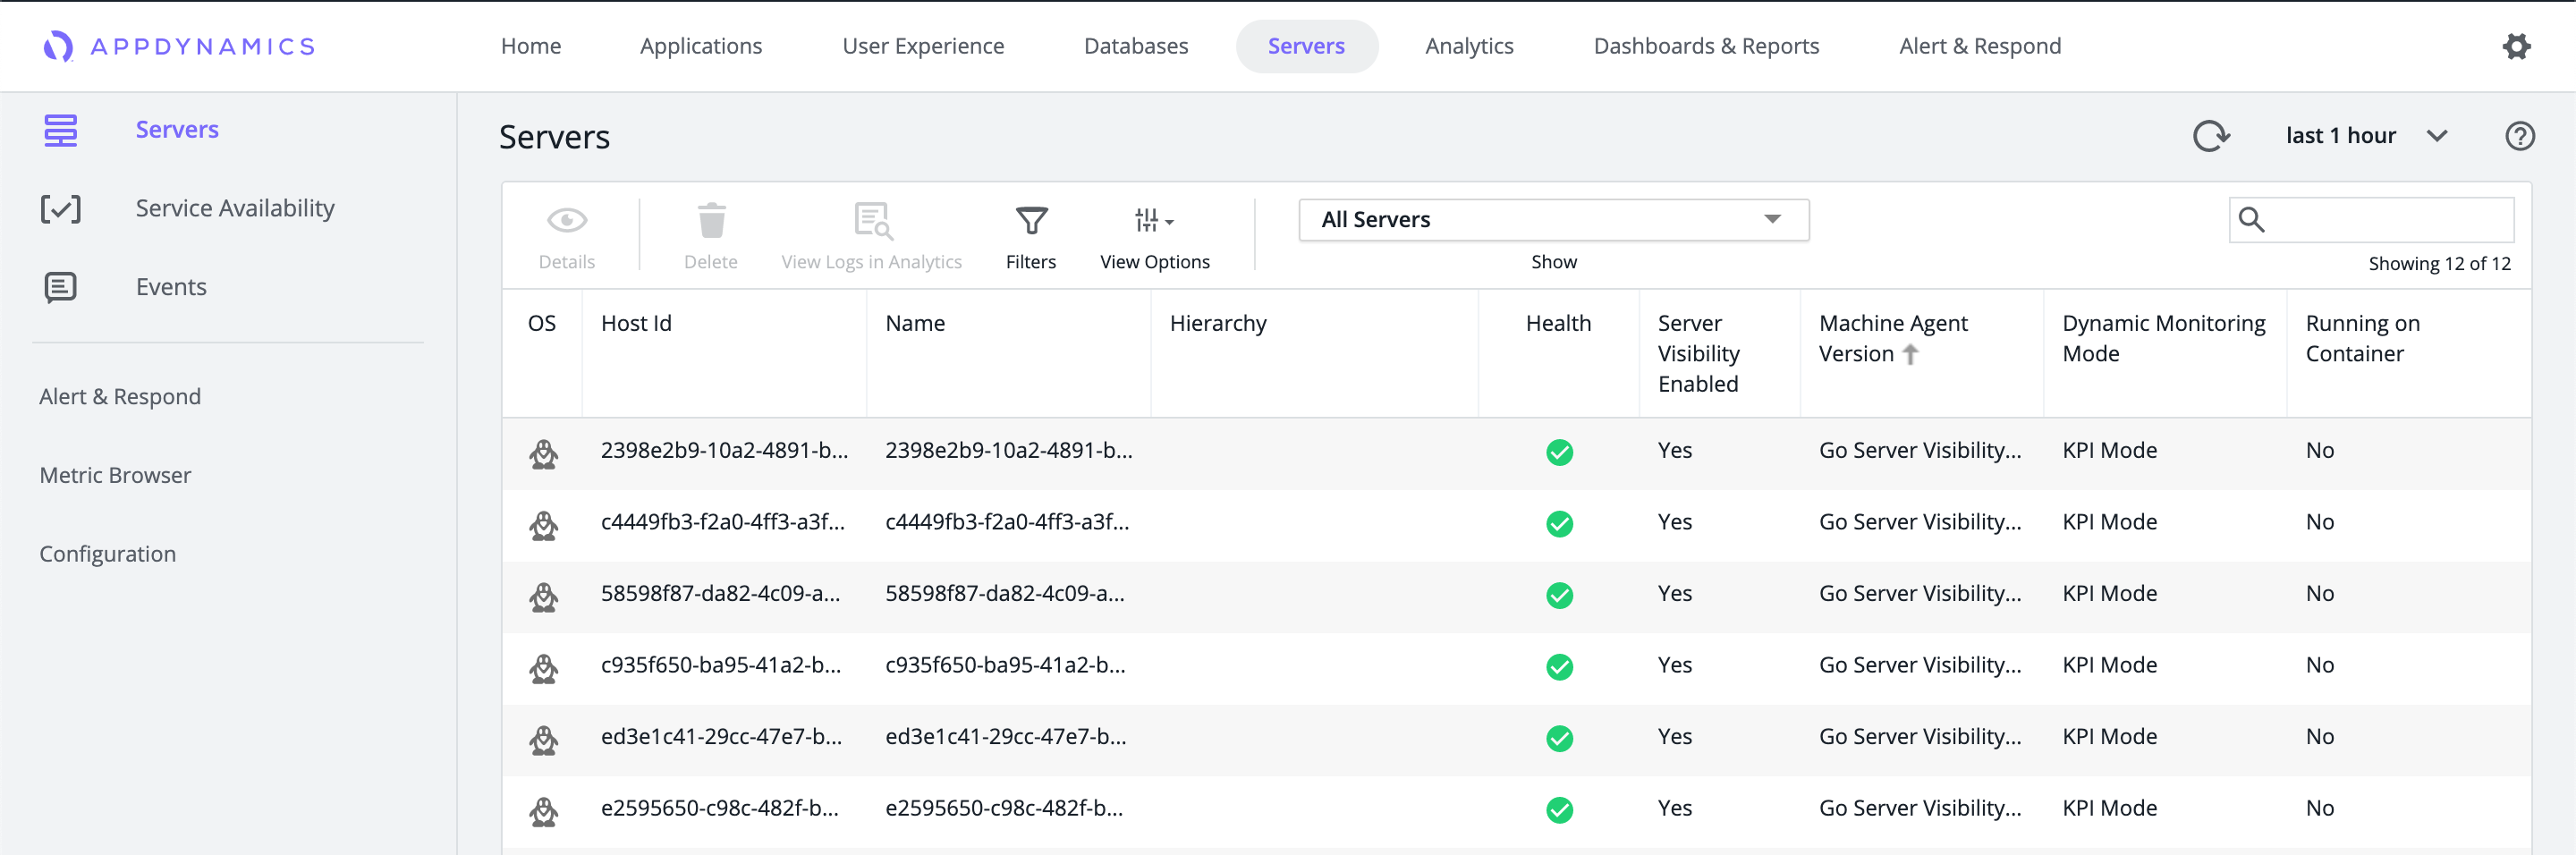 APPDYNAMICS Home Applications User Experience Databases Servers Analytics Dashboards & Reports Alert & Respond
Servers
Service Availability
Events
Alert & Respond
Metric Browser
Configuration
Servers last 1 hour
Details Delete View Logs in Analytics Filters View Options
All Servers
Show
Showing 12 of 12
OS Host Id Name Hierarchy Health Server Visibility Enabled Machine Agent Version Dynamic Monitoring Mode Running on Container
2398e2b9-10a2-4891-b... 2398e2b9-10a2-4891-b... Yes Go Server Visibility... KPI Mode No
c4449fb3-f2a0-4ff3-a3f... c4449fb3-f2a0-4ff3-a3f... Yes Go Server Visibility... KPI Mode No
58598f87-da82-4c09-a... 58598f87-da82-4c09-a... Yes Go Server Visibility... KPI Mode No
c935f650-ba95-41a2-b... c935f650-ba95-41a2-b... Yes Go Server Visibility... KPI Mode No
ed3e1c41-29cc-47e7-b... ed3e1c41-29cc-47e7-b... Yes Go Server Visibility... KPI Mode No
e2595650-c98c-482f-b... e2595650-c98c-482f-b... Yes Go Server Visibility... KPI Mode No